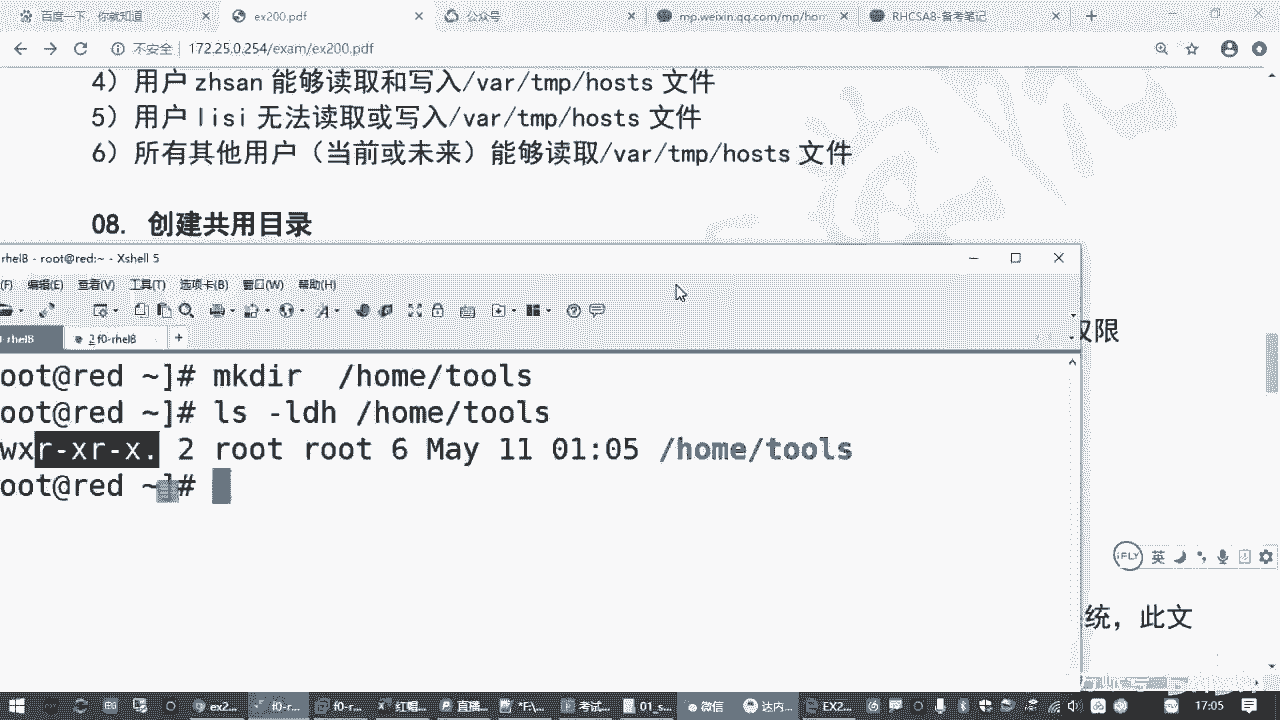 百度一下，你就知道
ex200.pdf
公众号
mp.weixin.qq.com/mp/hom
RHCSA8-备考笔记
不安全
172.25.0.254/exam/ex200.pdf
4）用户 zhsan 能够读取和写入/var/tmp/hosts 文件
5）用户 lisi 无法读取或写入/var/tmp/hosts 文件
6）所有其他用户（当前或未来）能够读取/var/tmp/hosts 文件
08. 创建共用目录
rhel8 - root@red:~ - Xshell 5
(F) 编辑(E) 查看(V) 工具(T) 选项卡(B) 窗口(W) 帮助(H)
权限
rhel8
2 f0-rhel8
oot@red ~]# mkdir  /home/tools
oot@red ~]# ls -ldh /home/tools
wxr-xr-x. 2 root root 6 May 11 01:05 /home/tools
oot@red ~]#
iFLY 英
统，此文
ex2...
f0-r...
f0-r...
直播...
"F\...
考试...
01_s...
微信
达内...
EX2...
17:05